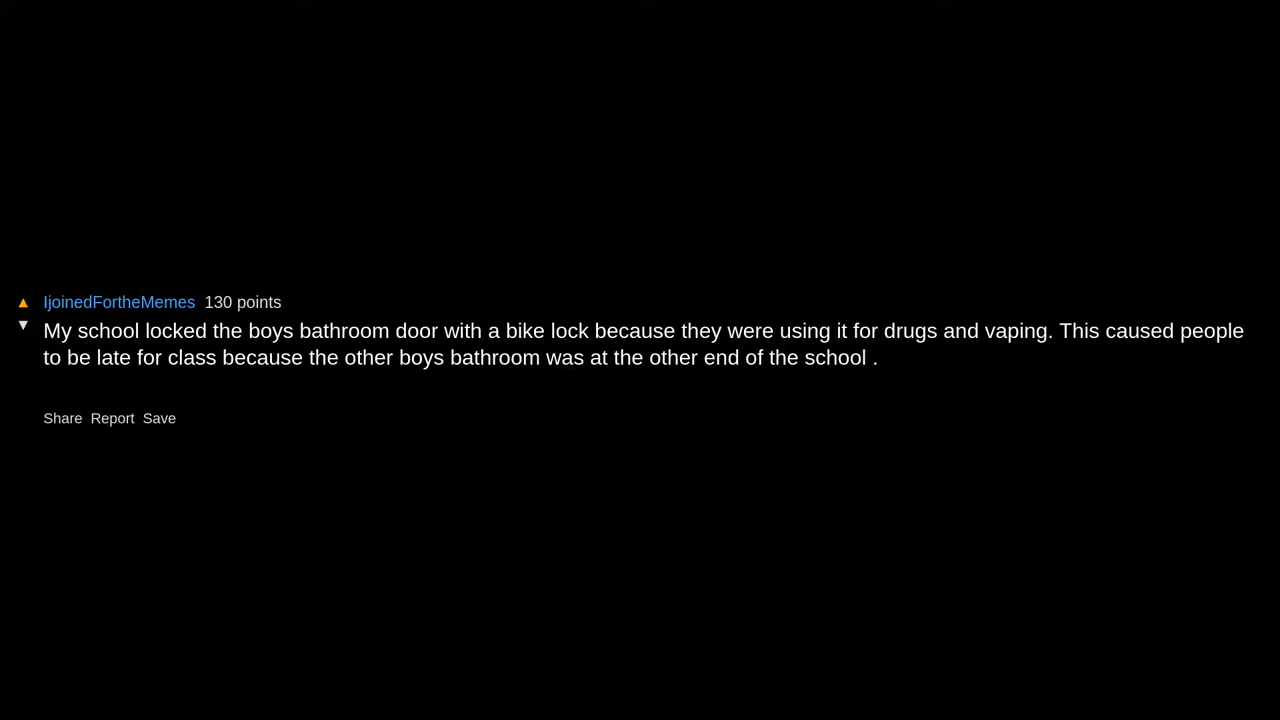 IjoinedFortheMemes 130 points
My school locked the boys bathroom door with a bike lock because they were using it for drugs and vaping. This caused people
to be late for class because the other boys bathroom was at the other end of the school .
Share Report Save